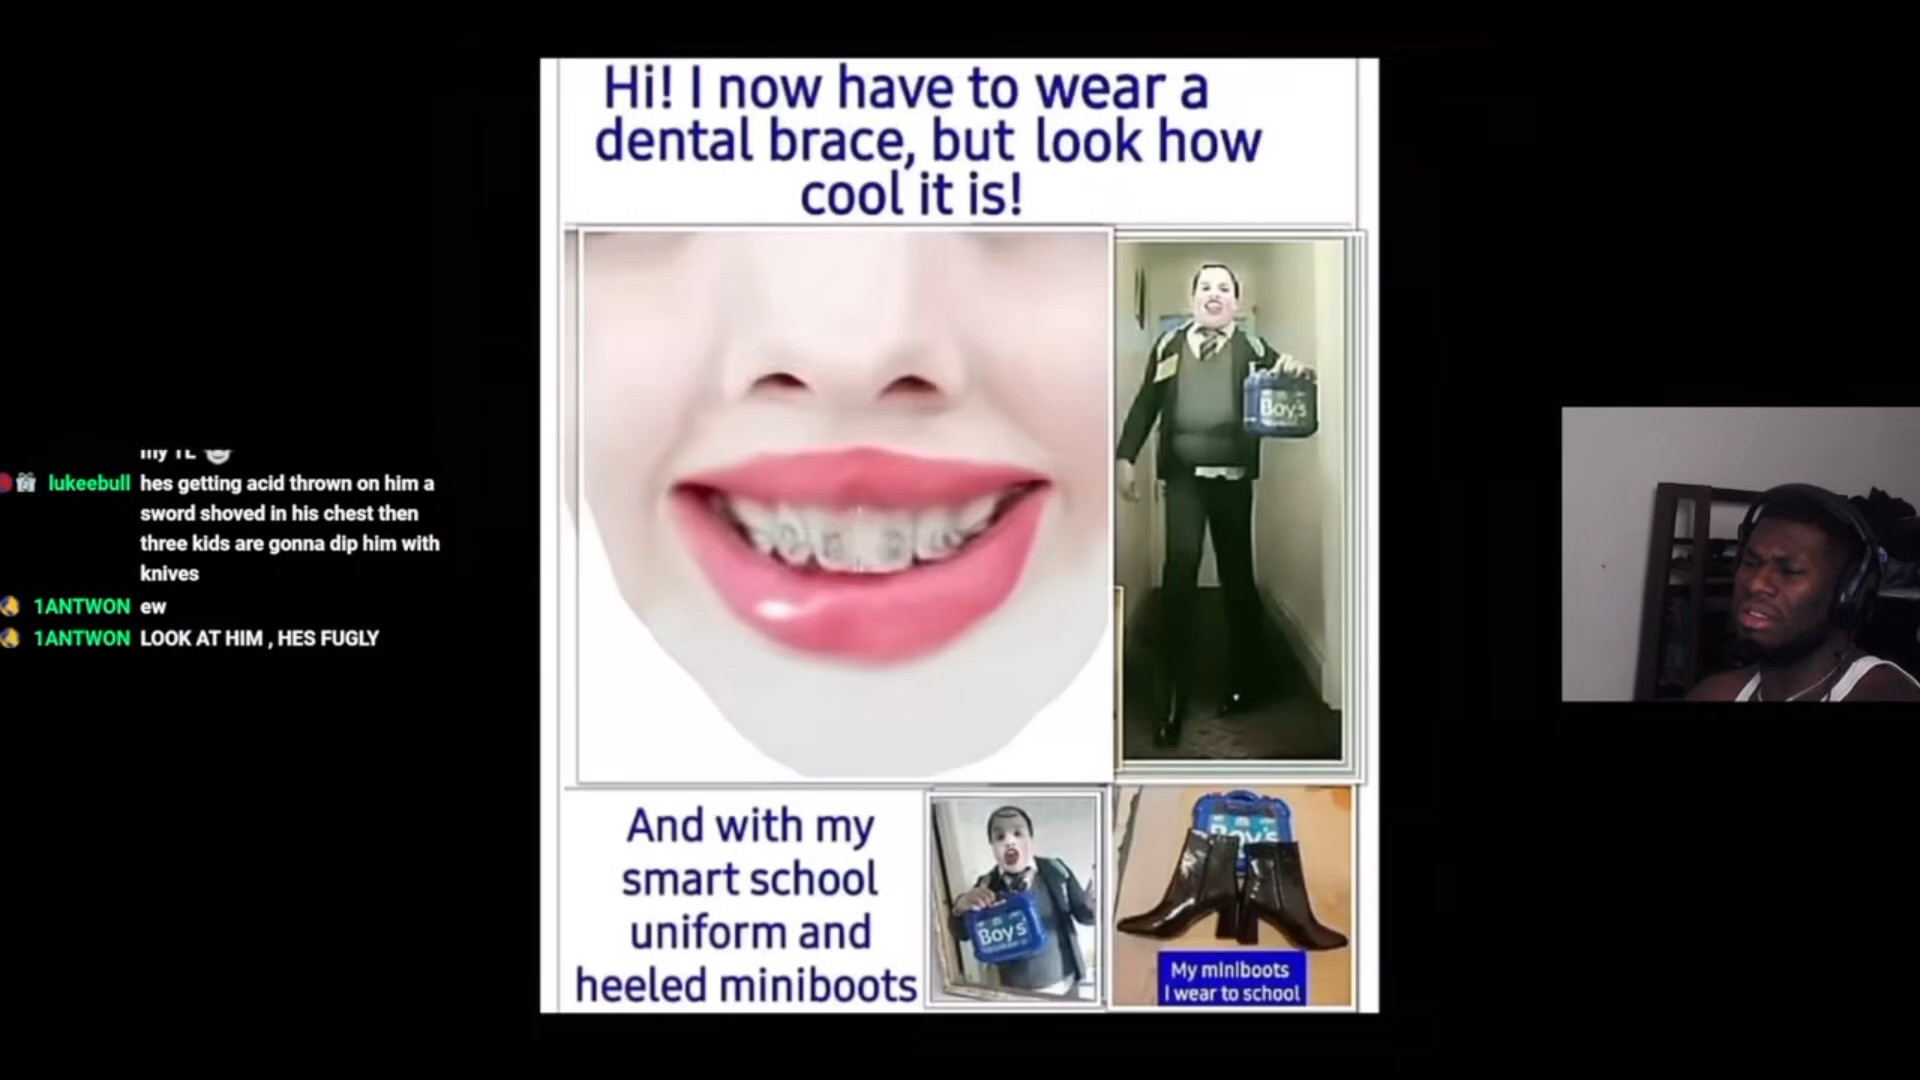 Hi! I now have to wear a
dental brace, but look how
cool it is!
Boy's
my TL
lukeebull hes getting acid thrown on him a
sword shoved in his chest then
three kids are gonna dip him with
knives
1ANTWON ew
1ANTWON LOOK AT HIM , HES FUGLY
And with my
smart school
uniform and
heeled miniboots
Boy's
Boy's
My miniboots
I wear to school